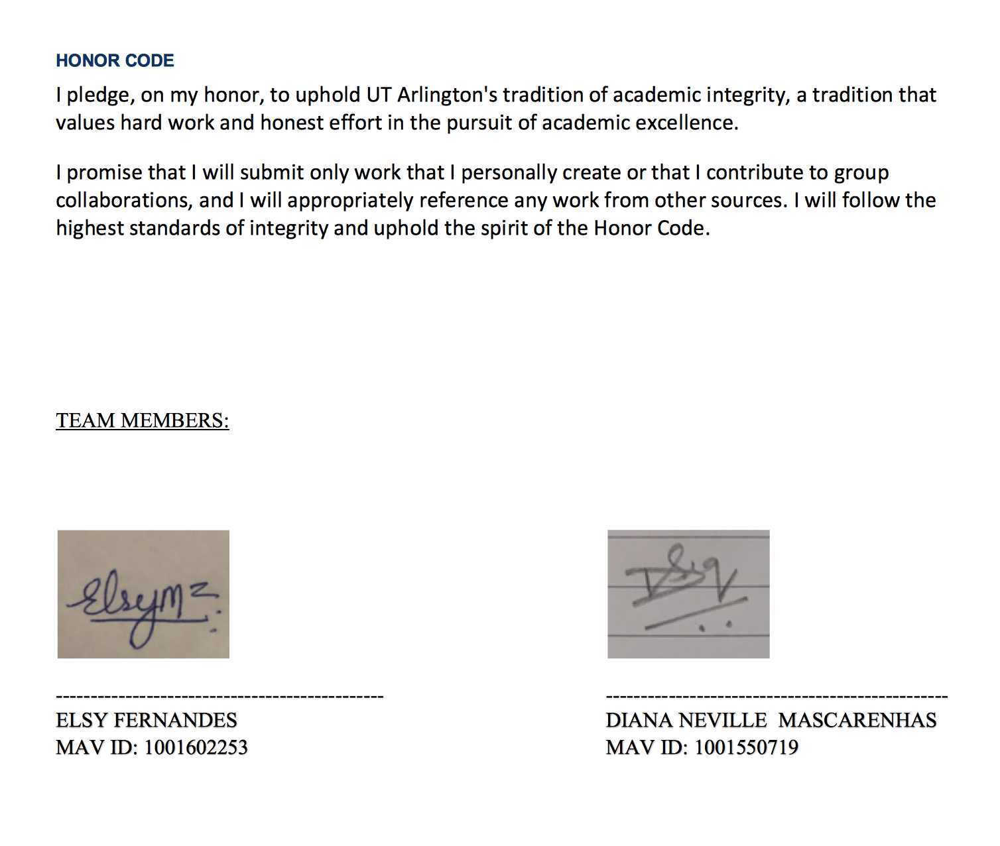 HONOR CODE
I pledge, on my honor, to uphold UT Arlington's tradition of academic integrity, a tradition that
values hard work and honest effort in the pursuit of academic excellence.
I promise that I will submit only work that I personally create or that I contribute to group
collaborations, and I will appropriately reference any work from other sources. I will follow the
highest standards of integrity and uphold the spirit of the Honor Code.
TEAM MEMBERS:
Elsym
ELSY FERNANDES
MAV ID: 1001602253
DIANA NEVILLE MASCARENHAS
MAV ID: 1001550719